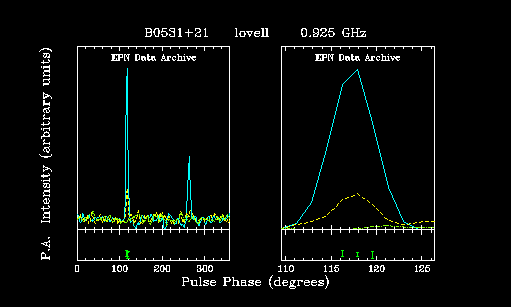 B0531+21 lovell 0.925 GHz
EPN Data Archive
EPN Data Archive
P.A. Intensity (arbitrary units)
0 100 200 300
110 115 120 125
Pulse Phase (degrees)